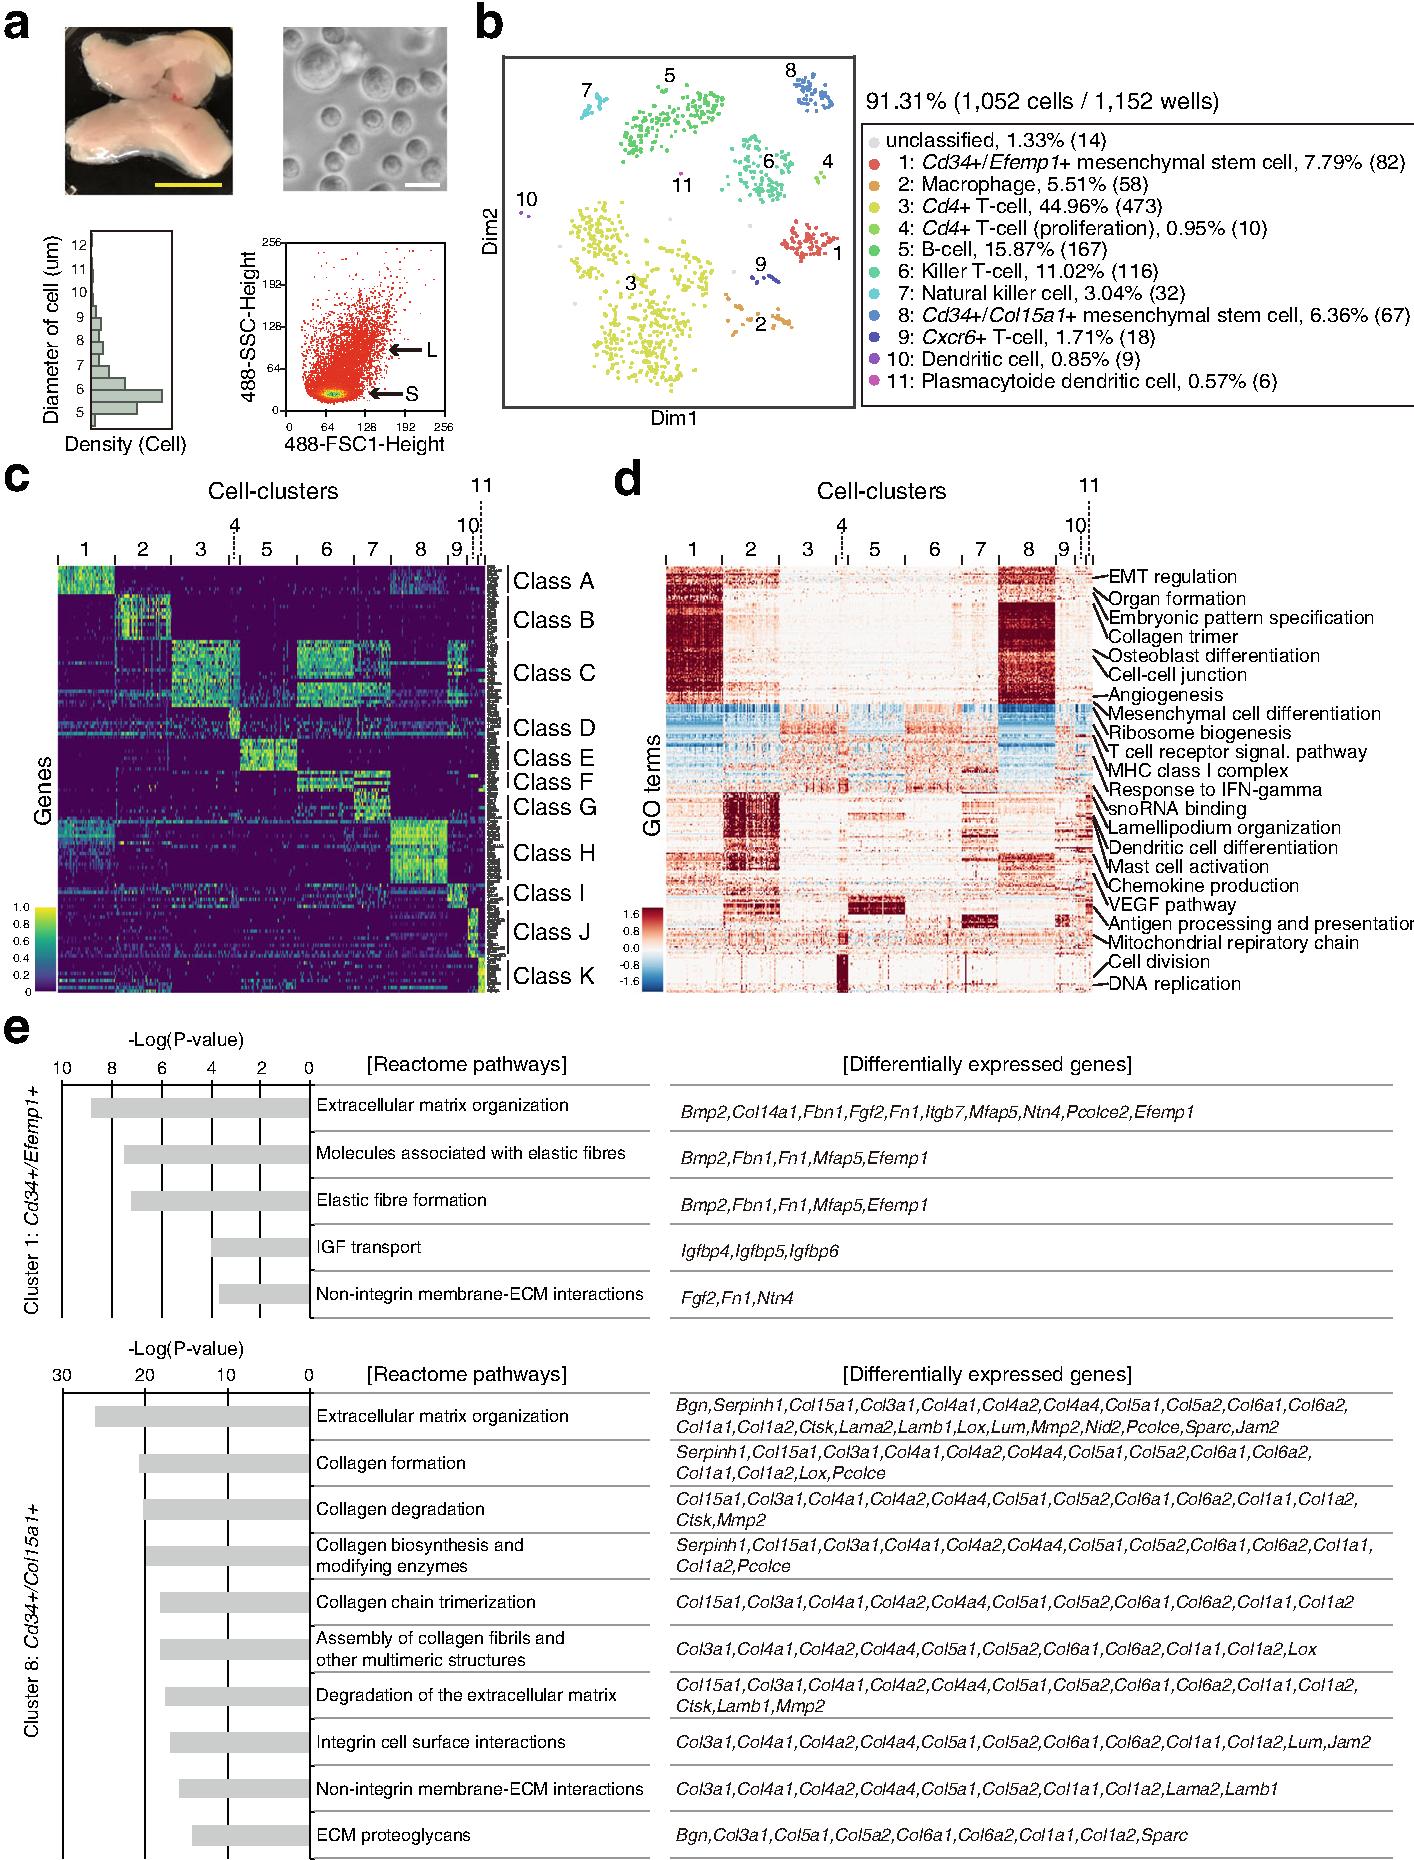 a
Diameter of cell (um)
12
11
10
9
8
7
6
5
Density (Cell)
488-SSC-Height
256
192
128
64
0
L
S
0 64 128 192 256
488-FSC1-Height
b
Dim2
7
5
8
6
4
11
10
1
9
3
2
Dim1
91.31% (1,052 cells / 1,152 wells)
unclassified, 1.33% (14)
1: Cd34+/Efemp1+ mesenchymal stem cell, 7.79% (82)
2: Macrophage, 5.51% (58)
3: Cd4+ T-cell, 44.96% (473)
4: Cd4+ T-cell (proliferation), 0.95% (10)
5: B-cell, 15.87% (167)
6: Killer T-cell, 11.02% (116)
7: Natural killer cell, 3.04% (32)
8: Cd34+/Col15a1+ mesenchymal stem cell, 6.36% (67)
9: Cxcr6+ T-cell, 1.71% (18)
10: Dendritic cell, 0.85% (9)
11: Plasmacytoide dendritic cell, 0.57% (6)
c
Cell-clusters
11
4
10
1 2 3 5 6 7 8 9
Genes
Class A
Class B
Class C
Class D
Class E
Class F
Class G
Class H
Class I
Class J
Class K
1.0
0.8
0.6
0.4
0.2
0
d
Cell-clusters
11
4
10
1 2 3 5 6 7 8 9
GO terms
EMT regulation
Organ formation
Embryonic pattern specification
Collagen trimer
Osteoblast differentiation
Cell-cell junction
Angiogenesis
Mesenchymal cell differentiation
Ribosome biogenesis
T cell receptor signal. pathway
MHC class I complex
Response to IFN-gamma
snoRNA binding
Lamellipodium organization
Dendritic cell differentiation
Mast cell activation
Chemokine production
VEGF pathway
Antigen processing and presentation
Mitochondrial repiratory chain
Cell division
DNA replication
1.6
0.8
0.0
-0.8
-1.6
e
Cluster 1: Cd34+/Efemp1+
-Log(P-value)
10 8 6 4 2 0
[Reactome pathways] [Differentially expressed genes]
Extracellular matrix organization
Bmp2,Col14a1,Fbn1,Fgf2,Fn1,Itgb7,Mfap5,Ntn4,Pcolce2,Efemp1
Molecules associated with elastic fibres
Bmp2,Fbn1,Fn1,Mfap5,Efemp1
Elastic fibre formation
Bmp2,Fbn1,Fn1,Mfap5,Efemp1
IGF transport
Igfbp4,Igfbp5,Igfbp6
Non-integrin membrane-ECM interactions
Fgf2,Fn1,Ntn4
Cluster 8: Cd34+/Col15a1+
-Log(P-value)
30 20 10 0
[Reactome pathways] [Differentially expressed genes]
Extracellular matrix organization
Bgn,Serpinh1,Col15a1,Col3a1,Col4a1,Col4a2,Col4a4,Col5a1,Col5a2,Col6a1,Col6a2,
Col1a1,Col1a2,Ctsk,Lama2,Lamb1,Lox,Lum,Mmp2,Nid2,Pcolce,Sparc,Jam2
Collagen formation
Serpinh1,Col15a1,Col3a1,Col4a1,Col4a2,Col4a4,Col5a1,Col5a2,Col6a1,Col6a2,
Col1a1,Col1a2,Lox,Pcolce
Collagen degradation
Col15a1,Col3a1,Col4a1,Col4a2,Col4a4,Col5a1,Col5a2,Col6a1,Col6a2,Col1a1,Col1a2,
Ctsk,Mmp2
Collagen biosynthesis and
modifying enzymes
Serpinh1,Col15a1,Col3a1,Col4a1,Col4a2,Col4a4,Col5a1,Col5a2,Col6a1,Col6a2,Col1a1,
Col1a2,Pcolce
Collagen chain trimerization
Col15a1,Col3a1,Col4a1,Col4a2,Col4a4,Col5a1,Col5a2,Col6a1,Col6a2,Col1a1,Col1a2
Assembly of collagen fibrils and
other multimeric structures
Col3a1,Col4a1,Col4a2,Col4a4,Col5a1,Col5a2,Col6a1,Col6a2,Col1a1,Col1a2,Lox
Degradation of the extracellular matrix
Col15a1,Col3a1,Col4a1,Col4a2,Col4a4,Col5a1,Col5a2,Col6a1,Col6a2,Col1a1,Col1a2,
Ctsk,Lamb1,Mmp2
Integrin cell surface interactions
Col3a1,Col4a1,Col4a2,Col4a4,Col5a1,Col5a2,Col6a1,Col6a2,Col1a1,Col1a2,Lum,Jam2
Non-integrin membrane-ECM interactions
Col3a1,Col4a1,Col4a2,Col4a4,Col5a1,Col5a2,Col1a1,Col1a2,Lama2,Lamb1
ECM proteoglycans
Bgn,Col3a1,Col5a1,Col5a2,Col6a1,Col6a2,Col1a1,Col1a2,Sparc